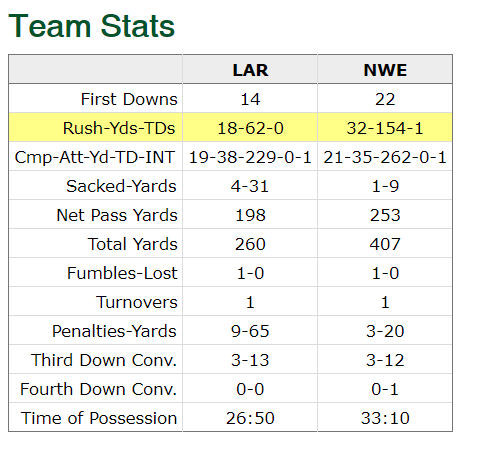 Team Stats
LAR NWE
First Downs 14 22
Rush-Yds-TDs 18-62-0 32-154-1
Cmp-Att-Yd-TD-INT 19-38-229-0-1 21-35-262-0-1
Sacked-Yards 4-31 1-9
Net Pass Yards 198 253
Total Yards 260 407
Fumbles-Lost 1-0 1-0
Turnovers 1 1
Penalties-Yards 9-65 3-20
Third Down Conv. 3-13 3-12
Fourth Down Conv. 0-0 0-1
Time of Possession 26:50 33:10